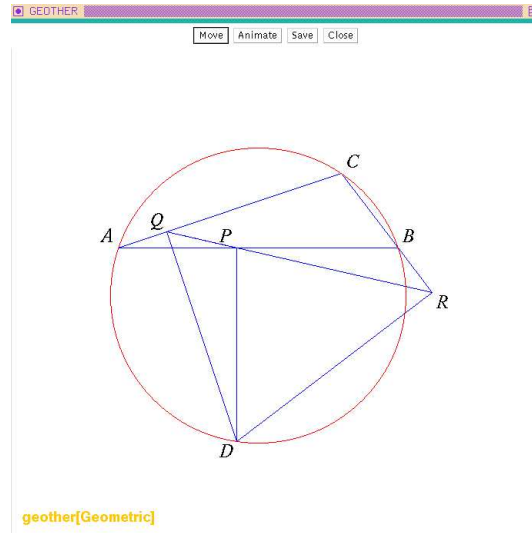 GEOTHER
Move Animate Save Close
C
A Q P B
R
D
geother[Geometric]